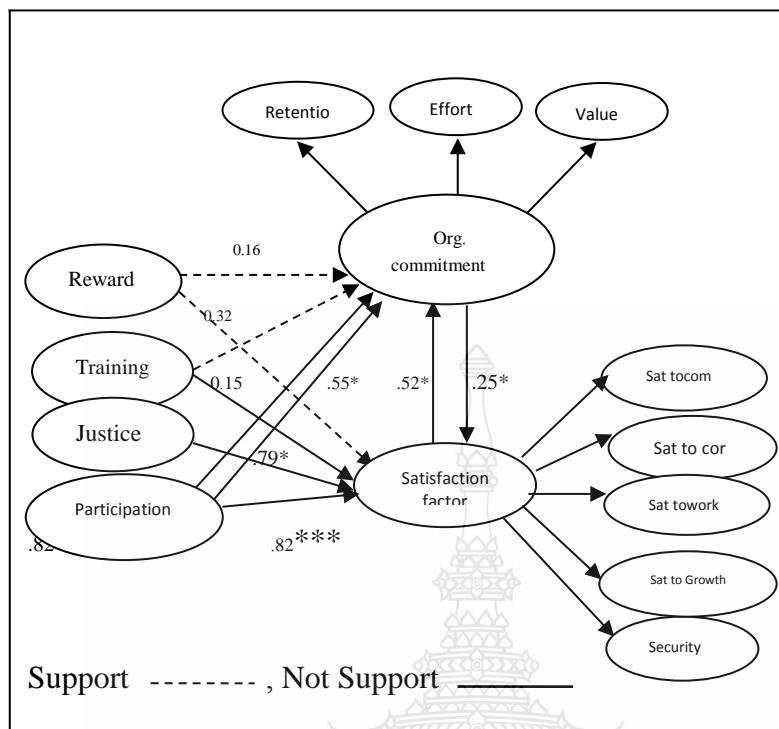 Retentio
Effort
Value
Org.
commitment
0.16
Reward
0.32
Training
0.15
.55*
.52*
.25*
Sat tocom
Justice
.79*
Sat to cor
Satisfaction
factor
Sat towork
Participation
.82
.82***
Sat to Growth
Security
Support ---------- , Not Support ________